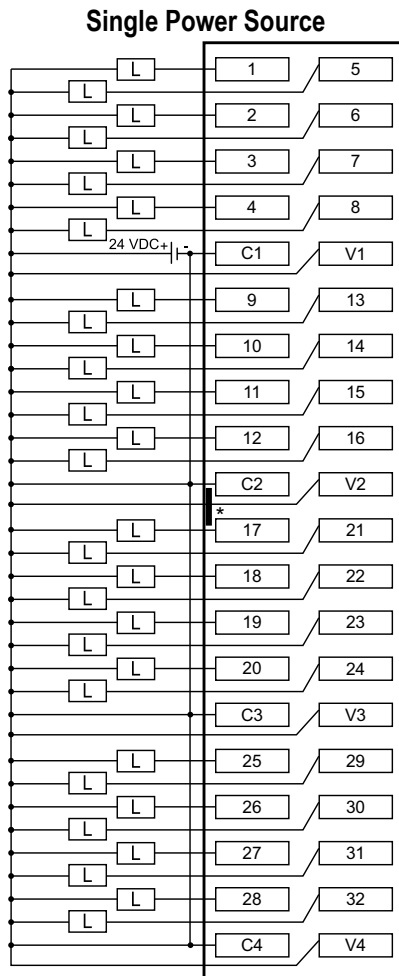 Single Power Source
L 1 5
L
L 2 6
L
L 3 7
L
L 4 8
L
24 VDC+ - C1 V1
L 9 13
L
L 10 14
L
L 11 15
L
L 12 16
L
C2 V2
*
L 17 21
L
L 18 22
L
L 19 23
L
L 20 24
L
C3 V3
L 25 29
L
L 26 30
L
L 27 31
L
L 28 32
L
C4 V4